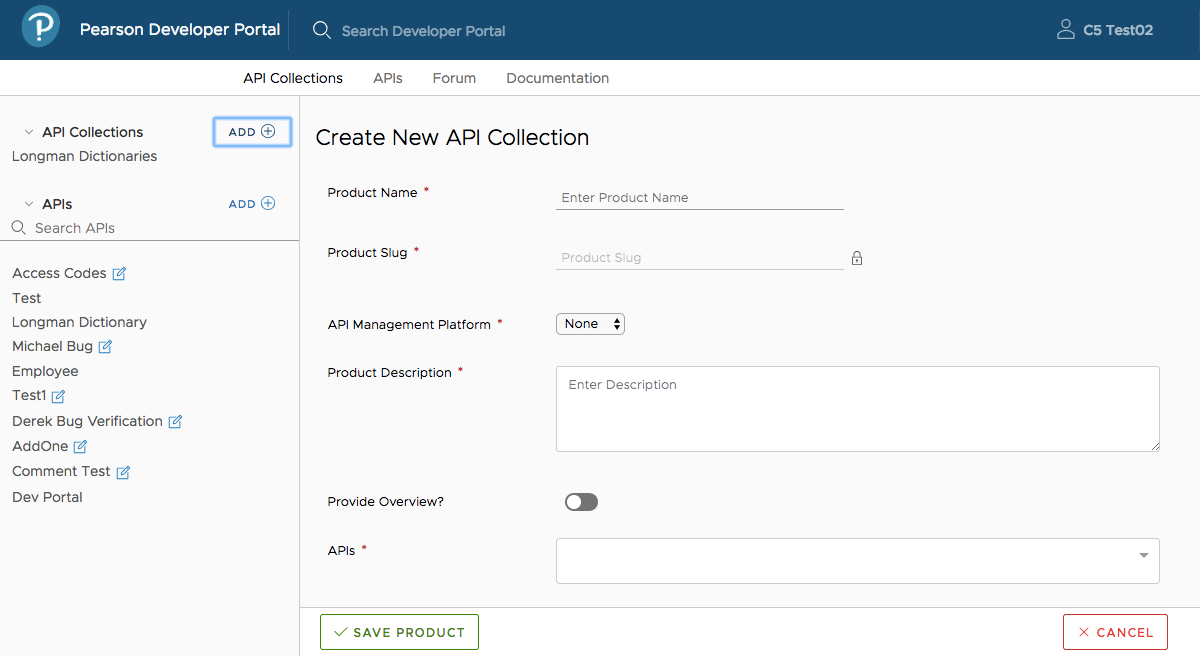 Pearson Developer Portal
Search Developer Portal
C5 Test02
API Collections APIs Forum Documentation
API Collections ADD
Longman Dictionaries
APIs ADD
Search APIs
Access Codes
Test
Longman Dictionary
Michael Bug
Employee
Test1
Derek Bug Verification
AddOne
Comment Test
Dev Portal
Create New API Collection
Product Name * Enter Product Name
Product Slug * Product Slug
API Management Platform * None
Product Description * Enter Description
Provide Overview?
APIs *
SAVE PRODUCT CANCEL